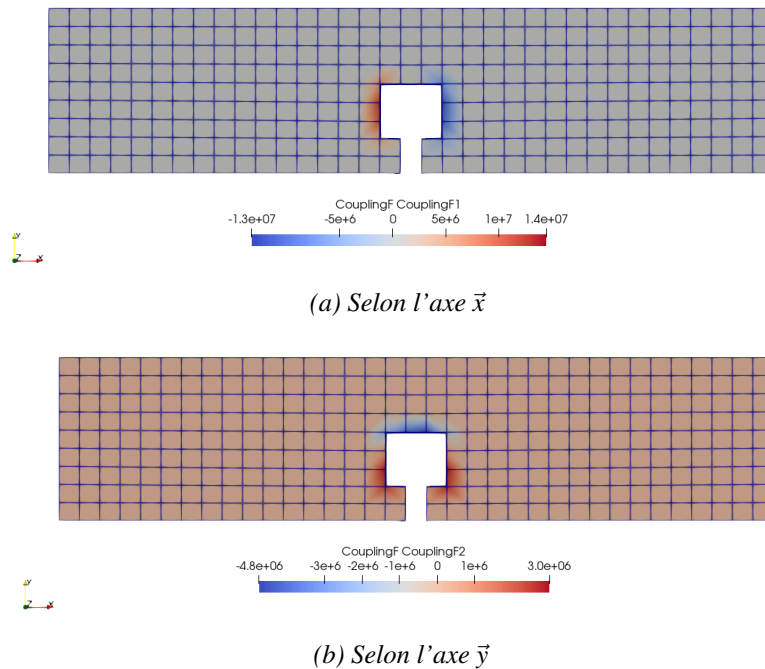 CouplingF CouplingF1
-1.3e+07 -5e+6 0 5e+6 1e+7 1.4e+07
Y
Z X
(a) Selon l'axe x⃗
CouplingF CouplingF2
-4.8e+06 -3e+6 -2e+6 -1e+6 0 1e+6 3.0e+06
Y
Z X
(b) Selon l'axe y⃗